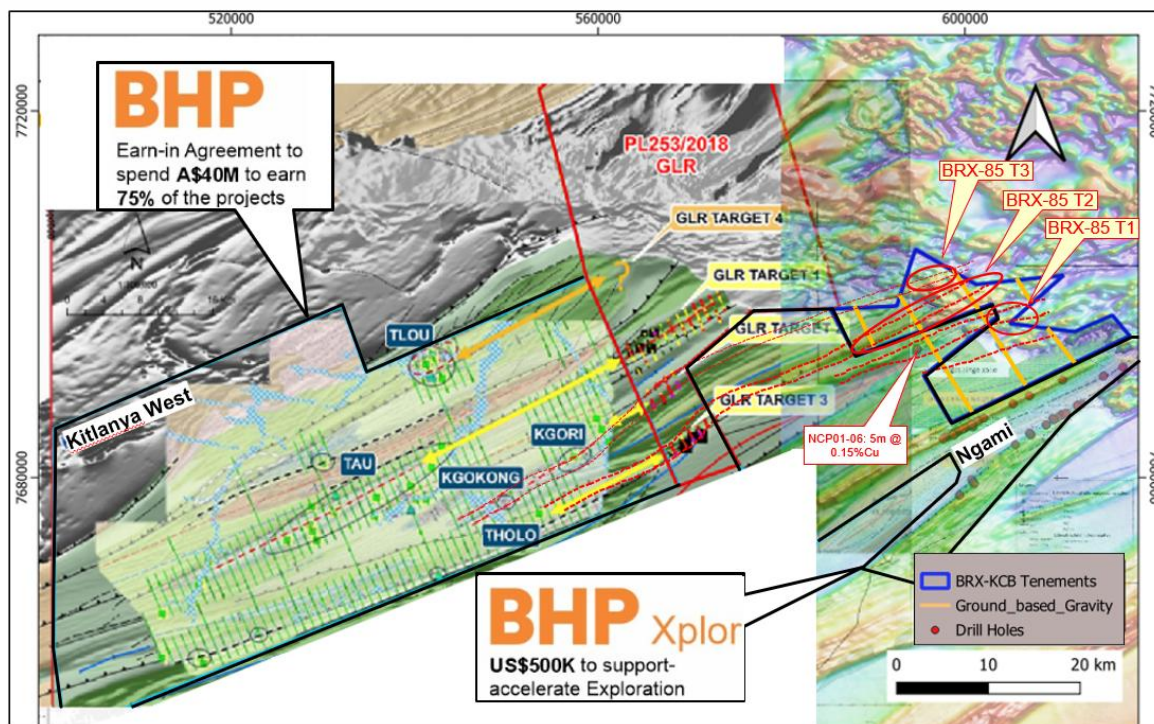 520000
560000
600000
7720000
7720000
BHP
Earn-in Agreement to
spend A$40M to earn
75% of the projects
PL253/2018
GLR
BRX-85 T3
BRX-85 T2
BRX-85 T1
N
GLR TARGET 4
GLR TARGET 1
GLR TARGET
GLR TARGET 3
TLOU
Kitlanya West
KGORI
TAU
KGOKONG
THOLO
NCP01-06: 5m @
0.15%Cu
Ngami
7680000
BHP Xplor
US$500K to support-
accelerate Exploration
BRX-KCB Tenements
Ground_based_Gravity
Drill Holes
0 10 20 km